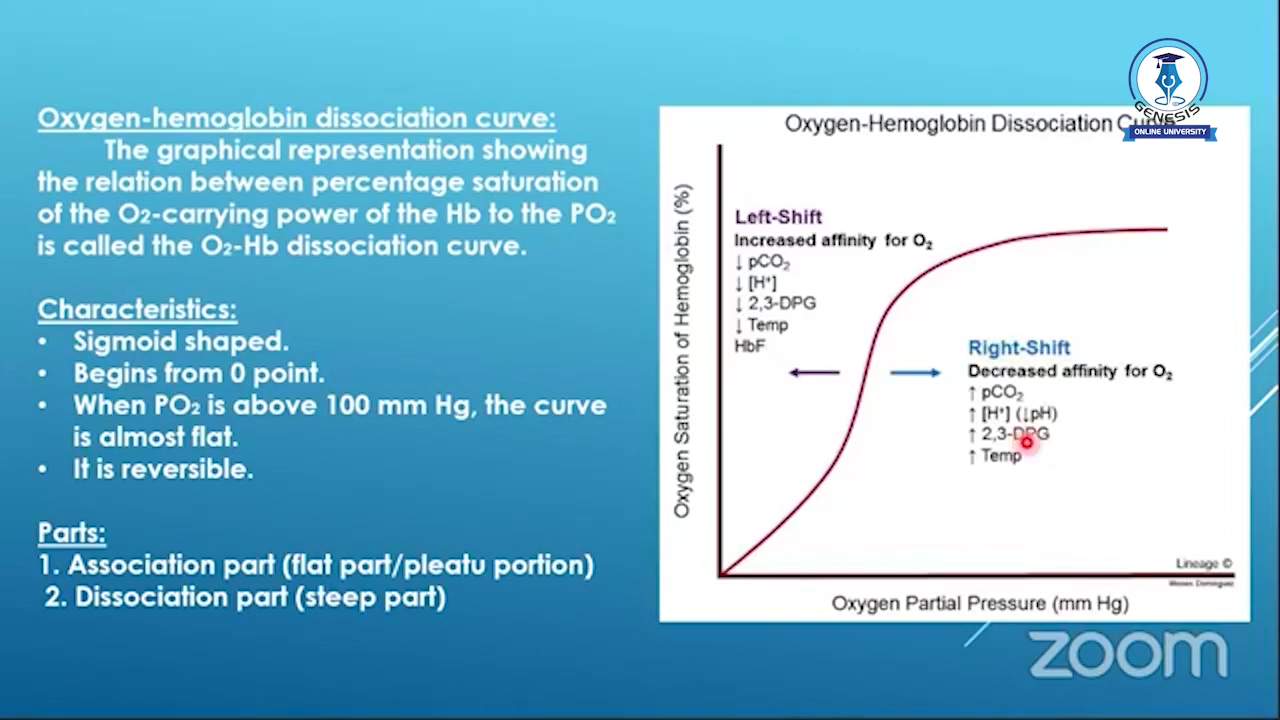 Oxygen-hemoglobin dissociation curve:
The graphical representation showing
the relation between percentage saturation
of the O₂-carrying power of the Hb to the PO₂
is called the O₂-Hb dissociation curve.
Characteristics:
• Sigmoid shaped.
• Begins from 0 point.
• When PO₂ is above 100 mm Hg, the curve
is almost flat.
• It is reversible.
Parts:
1. Association part (flat part/pleatu portion)
2. Dissociation part (steep part)
GENESIS
ONLINE UNIVERSITY
Oxygen-Hemoglobin Dissociation Curve
Oxygen Saturation of Hemoglobin (%)
Left-Shift
Increased affinity for O₂
↓ pCO₂
↓ [H⁺]
↓ 2,3-DPG
↓ Temp
HbF
Right-Shift
Decreased affinity for O₂
↑ pCO₂
↑ [H⁺] (↓pH)
↑ 2,3-DPG
↑ Temp
Lineage ©
Moises Dominguez
Oxygen Partial Pressure (mm Hg)
zoom